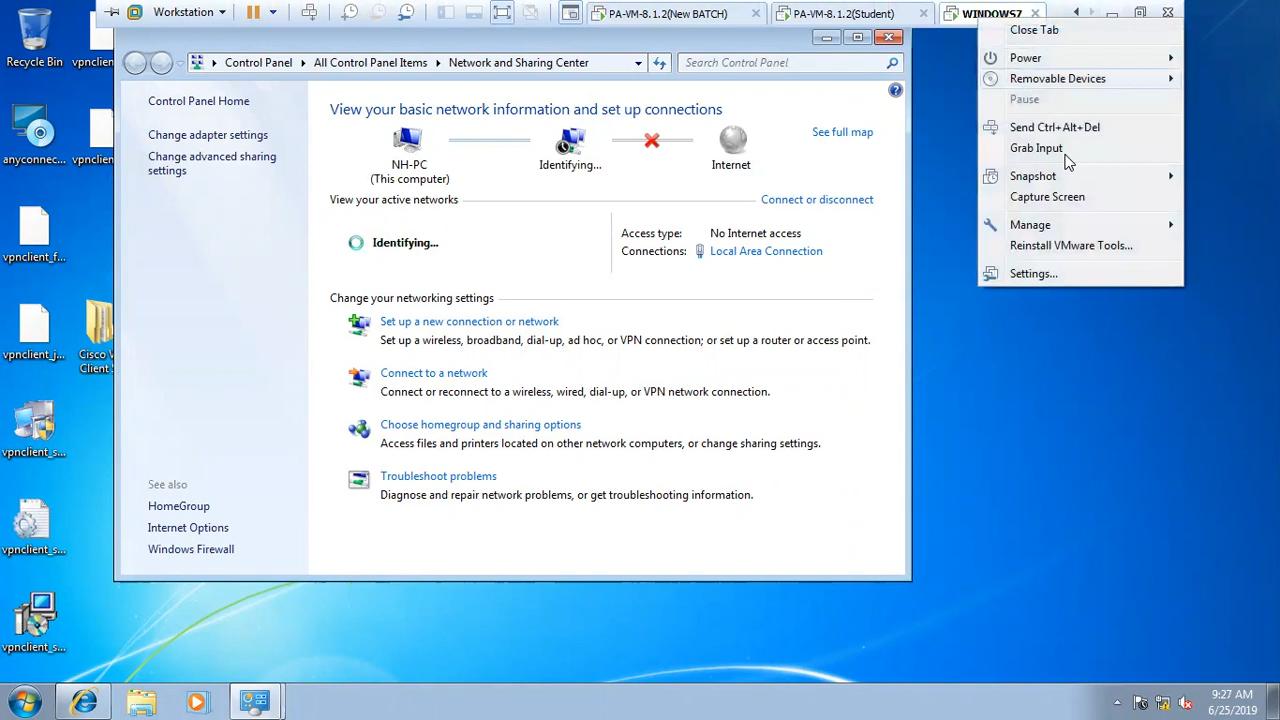 Workstation
PA-VM-8.1.2(New BATCH)
PA-VM-8.1.2(Student)
WINDOWS7
Close Tab
Power
Removable Devices
Pause
Send Ctrl+Alt+Del
Grab Input
Snapshot
Capture Screen
Manage
Reinstall VMware Tools...
Settings...
Recycle Bin
vpnclien...
anyconnec...
vpnclien...
vpnclient_f...
vpnclient_j...
Cisco V
Client S
vpnclient_s...
vpnclient_s...
vpnclient_s...
Control Panel
All Control Panel Items
Network and Sharing Center
Search Control Panel
Control Panel Home
Change adapter settings
Change advanced sharing
settings
See also
HomeGroup
Internet Options
Windows Firewall
View your basic network information and set up connections
See full map
NH-PC
(This computer)
Identifying...
Internet
View your active networks
Connect or disconnect
Identifying...
Access type: No Internet access
Connections: Local Area Connection
Change your networking settings
Set up a new connection or network
Set up a wireless, broadband, dial-up, ad hoc, or VPN connection; or set up a router or access point.
Connect to a network
Connect or reconnect to a wireless, wired, dial-up, or VPN network connection.
Choose homegroup and sharing options
Access files and printers located on other network computers, or change sharing settings.
Troubleshoot problems
Diagnose and repair network problems, or get troubleshooting information.
9:27 AM
6/25/2019